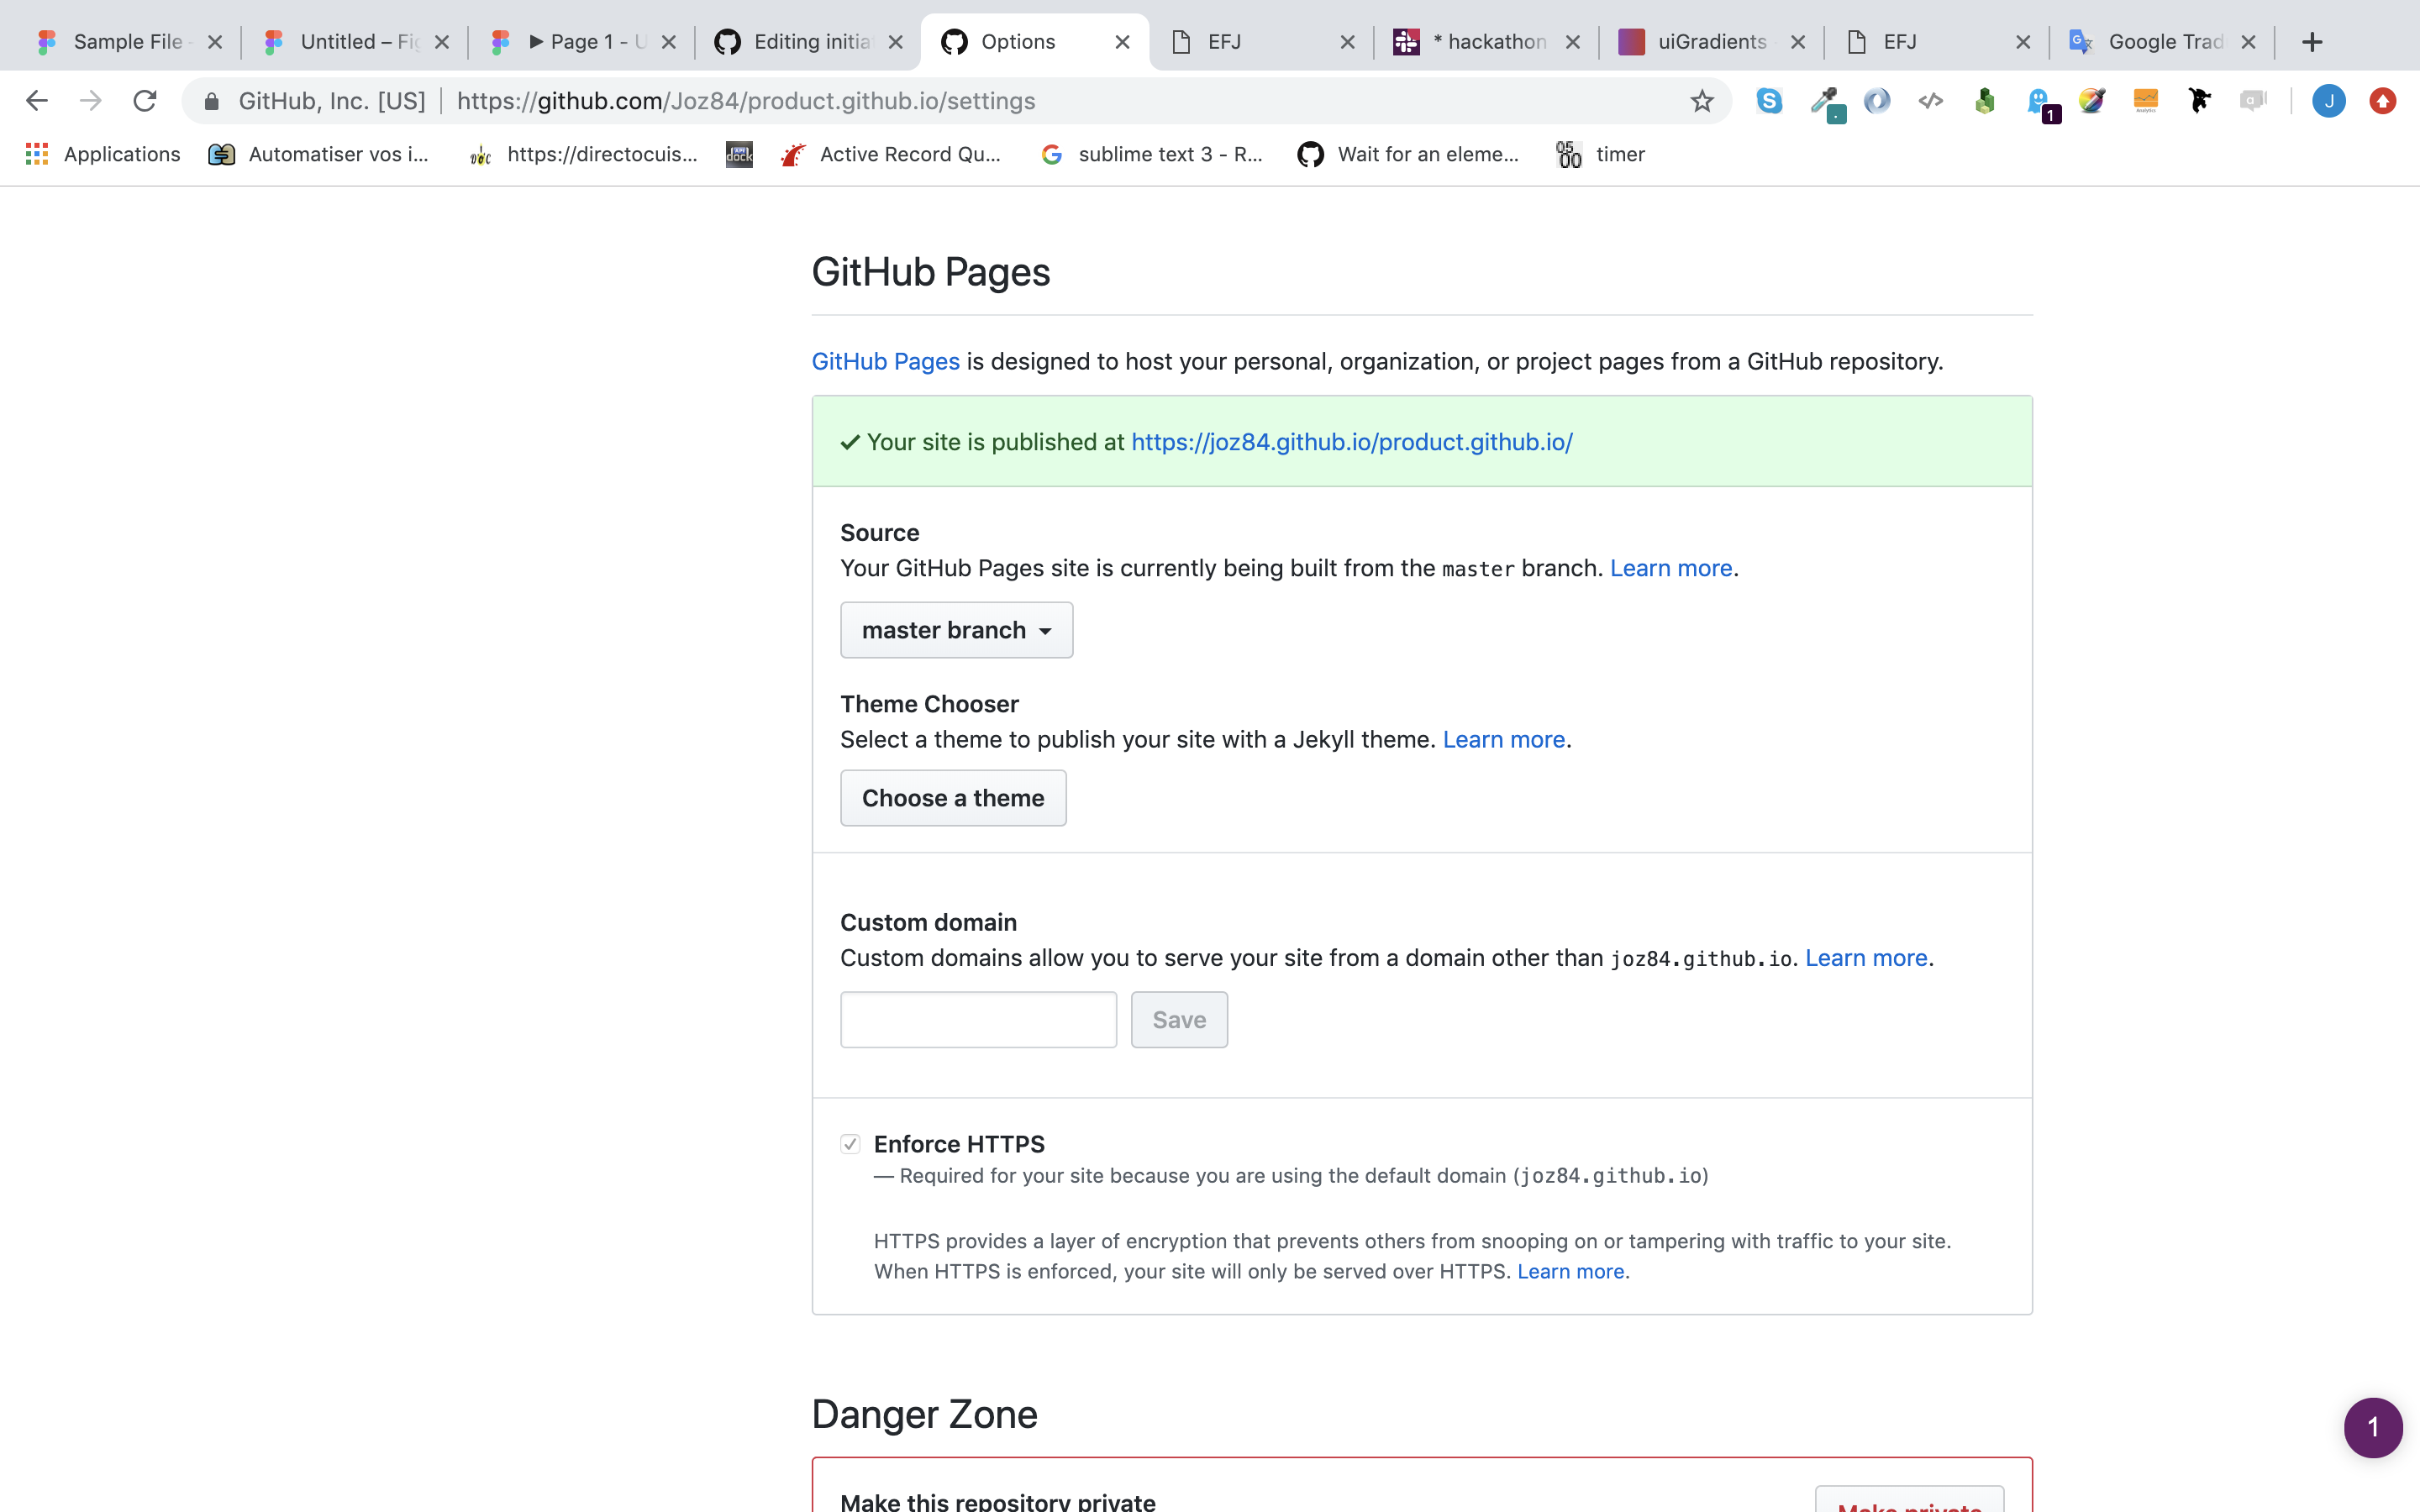 Sample File -
Untitled – Fig
▶ Page 1 - U
Editing initia
Options
EFJ
* hackathon
uiGradients
EFJ
Google Trad
GitHub, Inc. [US] | https://github.com/Joz84/product.github.io/settings
1
J
Applications
Automatiser vos i...
https://directocuis...
Active Record Qu...
sublime text 3 - R...
Wait for an eleme...
timer
GitHub Pages
GitHub Pages is designed to host your personal, organization, or project pages from a GitHub repository.
Your site is published at https://joz84.github.io/product.github.io/
Source
Your GitHub Pages site is currently being built from the master branch. Learn more.
master branch
Theme Chooser
Select a theme to publish your site with a Jekyll theme. Learn more.
Choose a theme
Custom domain
Custom domains allow you to serve your site from a domain other than joz84.github.io. Learn more.
Save
Enforce HTTPS
— Required for your site because you are using the default domain (joz84.github.io)
HTTPS provides a layer of encryption that prevents others from snooping on or tampering with traffic to your site.
When HTTPS is enforced, your site will only be served over HTTPS. Learn more.
Danger Zone
1
Make this repository private
Make private